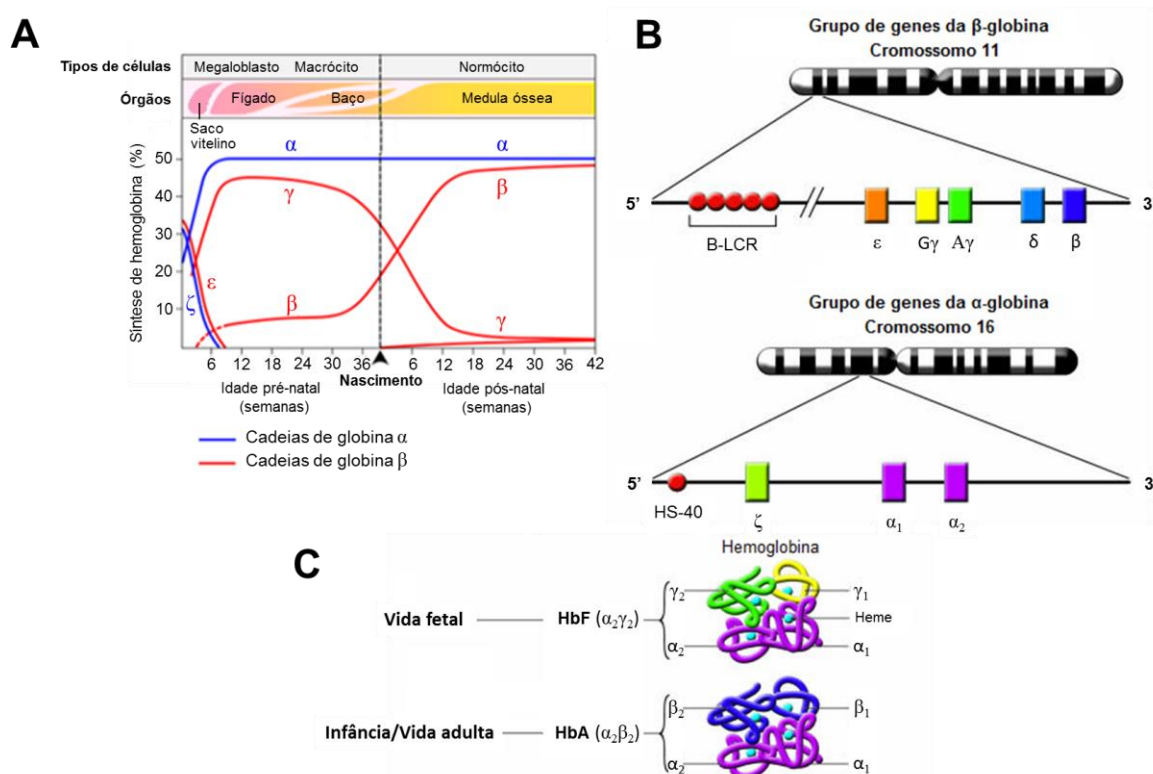 A
Tipos de células Megaloblasto Macrócito Normócito
Órgãos Fígado Baço Medula óssea
Saco
vitelino
Síntese de hemoglobina (%)
50
40
30
20
10
α α
γ β
ε
ζ
β γ
6 12 18 24 30 36 6 12 18 24 30 36 42
Nascimento
Idade pré-natal
(semanas)
Idade pós-natal
(semanas)
Cadeias de globina α
Cadeias de globina β
B
Grupo de genes da β-globina
Cromossomo 11
5’ 3
B-LCR
ε Gγ Aγ δ β
Grupo de genes da α-globina
Cromossomo 16
5’ 3
HS-40
ζ α1 α2
C
Hemoglobina
Vida fetal HbF (α2γ2)
γ2 γ1
Heme
α2 α1
Infância/Vida adulta HbA (α2β2)
β2 β1
α2 α1